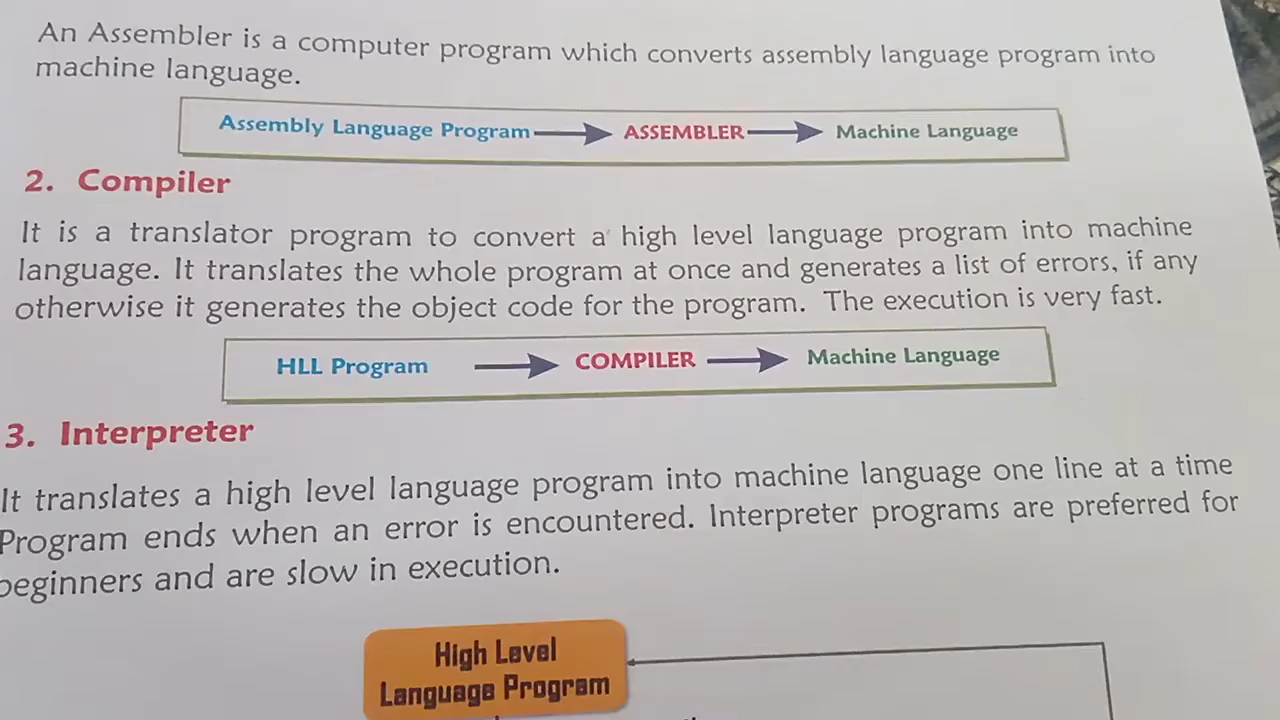 An Assembler is a computer program which converts assembly language program into
machine language.
Assembly Language Program ASSEMBLER Machine Language
2. Compiler
It is a translator program to convert a high level language program into machine
language. It translates the whole program at once and generates a list of errors, if any
otherwise it generates the object code for the program. The execution is very fast.
HLL Program COMPILER Machine Language
3. Interpreter
It translates a high level language program into machine language one line at a time
Program ends when an error is encountered. Interpreter programs are preferred for
beginners and are slow in execution.
High Level
Language Program